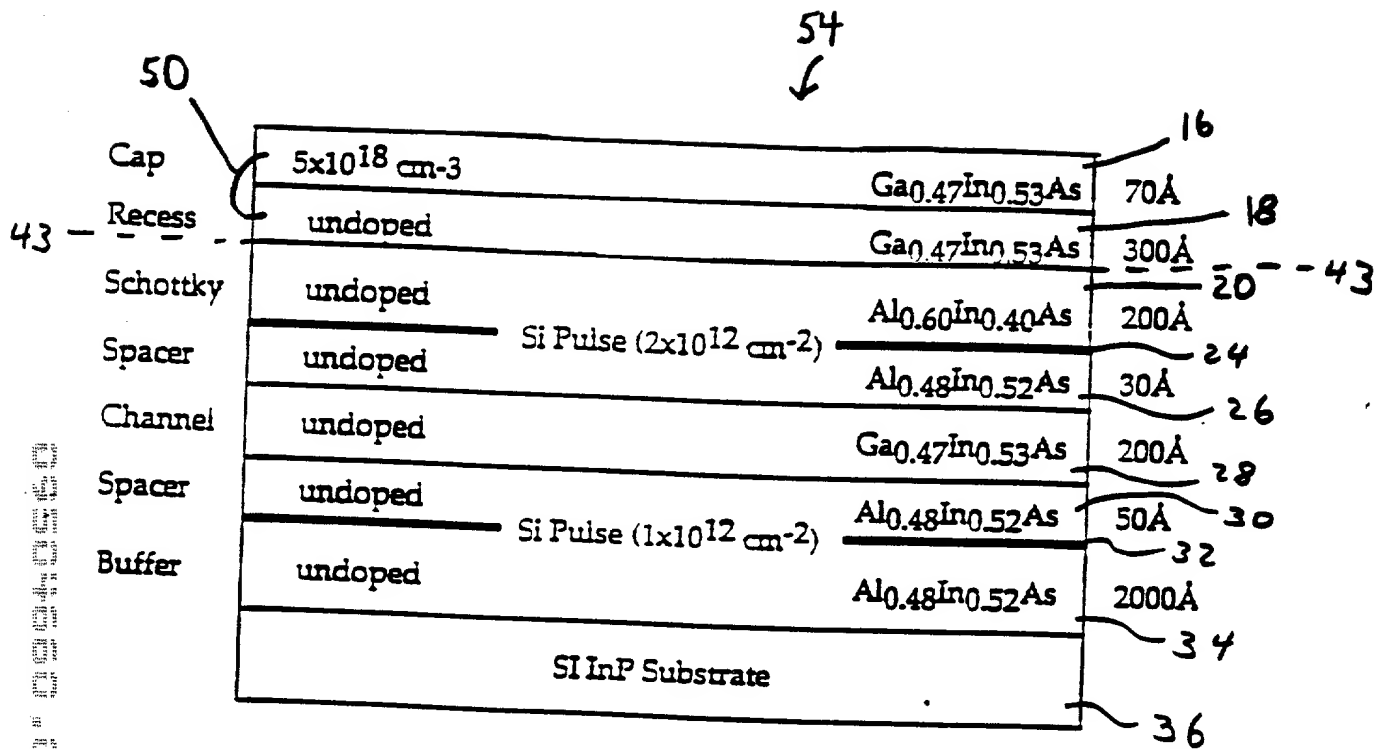 54
50
16
Cap 5x10^18 cm-3 Ga0.47In0.53As 70Å
18
Recess undoped Ga0.47In0.53As 300Å
43 43
20
Schottky undoped Al0.60In0.40As 200Å
Si Pulse (2x10^12 cm-2) 24
Spacer undoped Al0.48In0.52As 30Å
26
Channel undoped Ga0.47In0.53As 200Å
28
Spacer undoped Al0.48In0.52As 50Å 30
Si Pulse (1x10^12 cm-2) 32
Buffer undoped Al0.48In0.52As 2000Å
34
SI InP Substrate
36